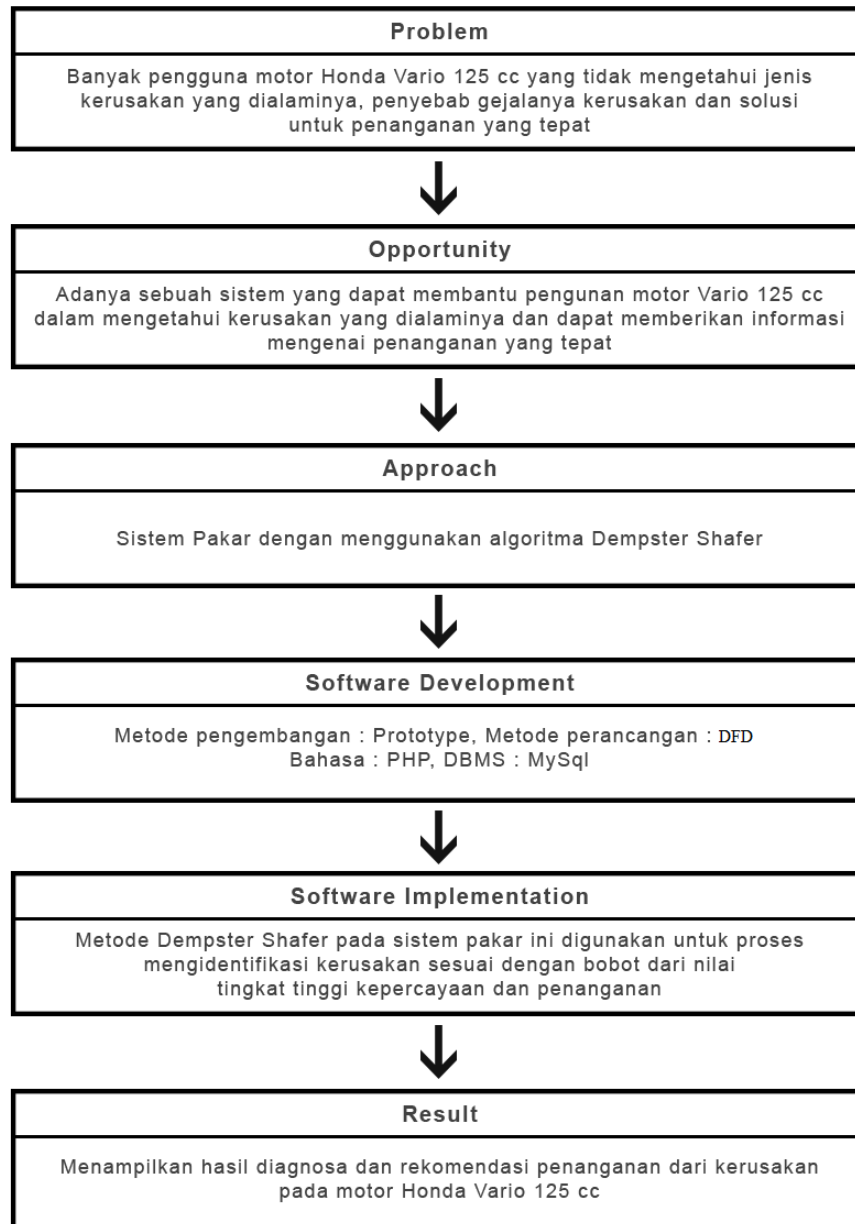 Problem
Banyak pengguna motor Honda Vario 125 cc yang tidak mengetahui jenis
kerusakan yang dialaminya, penyebab gejalanya kerusakan dan solusi
untuk penanganan yang tepat
Opportunity
Adanya sebuah sistem yang dapat membantu pengunan motor Vario 125 cc
dalam mengetahui kerusakan yang dialaminya dan dapat memberikan informasi
mengenai penanganan yang tepat
Approach
Sistem Pakar dengan menggunakan algoritma Dempster Shafer
Software Development
Metode pengembangan : Prototype, Metode perancangan : DFD
Bahasa : PHP, DBMS : MySql
Software Implementation
Metode Dempster Shafer pada sistem pakar ini digunakan untuk proses
mengidentifikasi kerusakan sesuai dengan bobot dari nilai
tingkat tinggi kepercayaan dan penanganan
Result
Menampilkan hasil diagnosa dan rekomendasi penanganan dari kerusakan
pada motor Honda Vario 125 cc